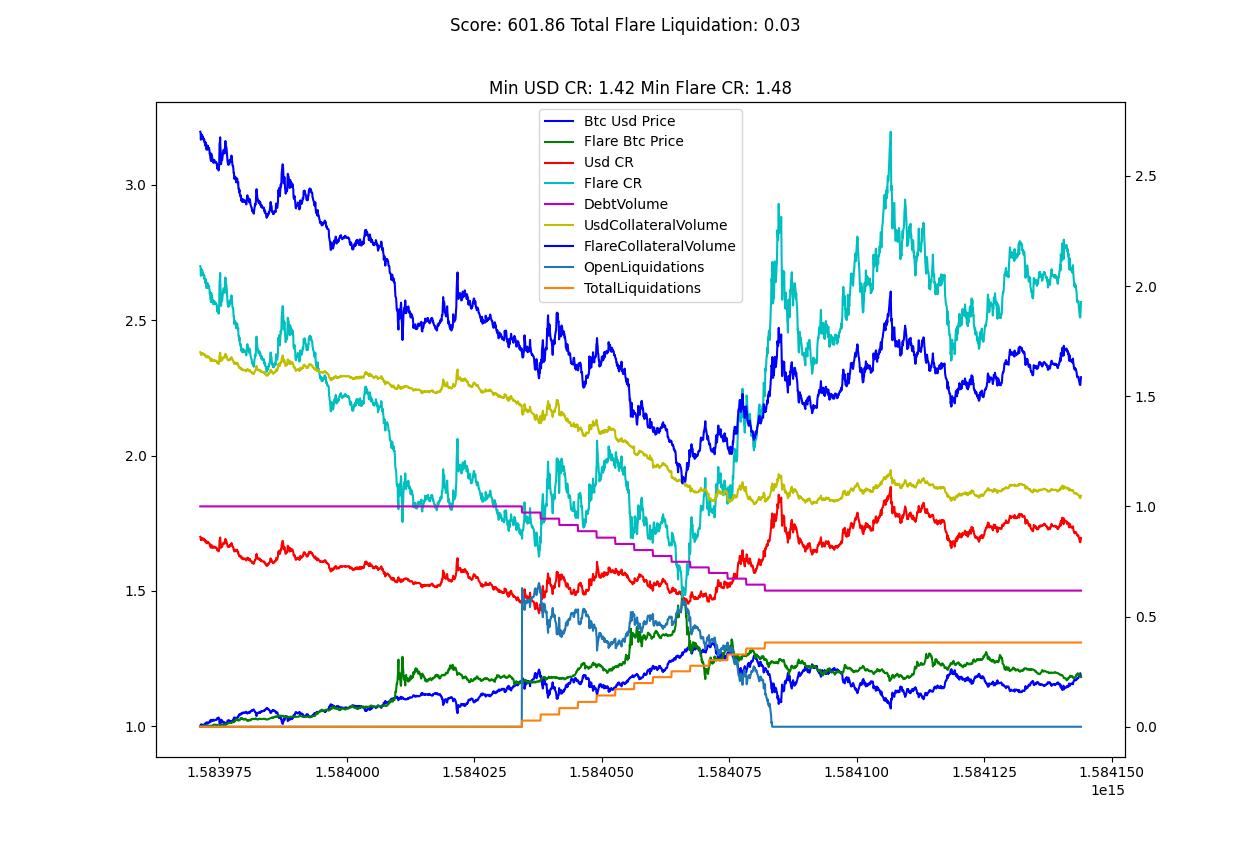 Score: 601.86 Total Flare Liquidation: 0.03
Min USD CR: 1.42 Min Flare CR: 1.48
Btc Usd Price
Flare Btc Price
Usd CR
Flare CR
DebtVolume
UsdCollateralVolume
FlareCollateralVolume
OpenLiquidations
TotalLiquidations
3.0
2.5
2.0
1.5
1.0
2.5
2.0
1.5
1.0
0.5
0.0
1.583975 1.584000 1.584025 1.584050 1.584075 1.584100 1.584125 1.584150
1e15